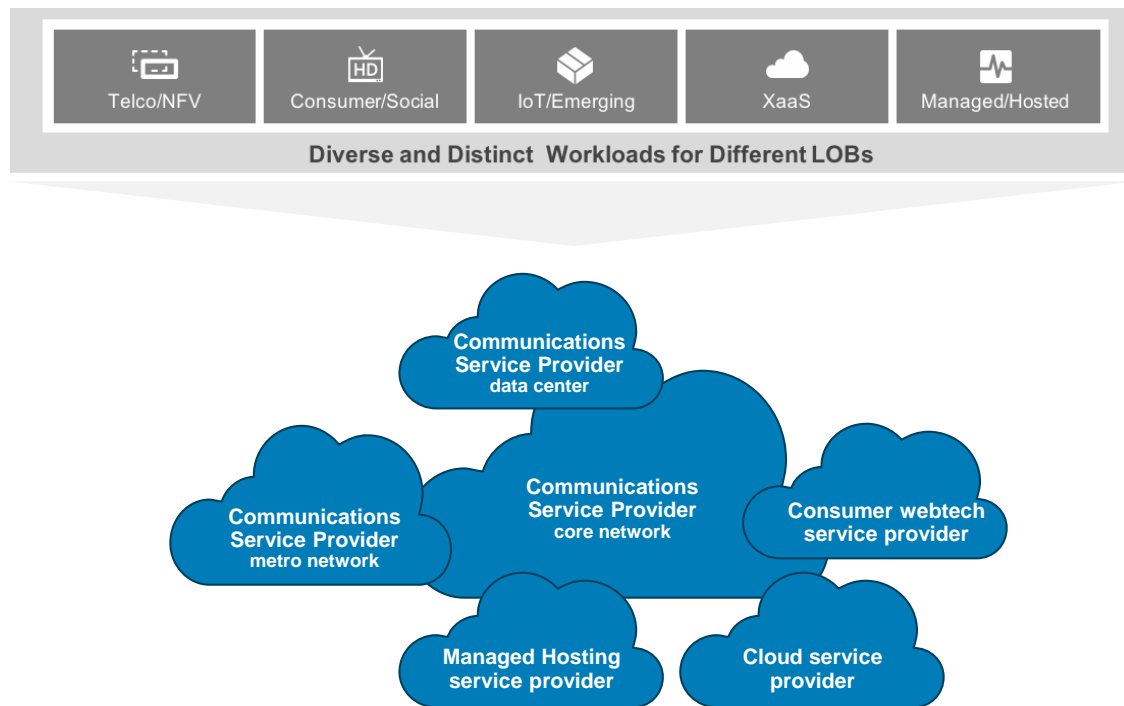 HD
Telco/NFV
Consumer/Social
IoT/Emerging
XaaS
Managed/Hosted
Diverse and Distinct Workloads for Different LOBs
Communications
Service Provider
data center
Communications
Service Provider
core network
Communications
Service Provider
metro network
Consumer webtech
service provider
Managed Hosting
service provider
Cloud service
provider